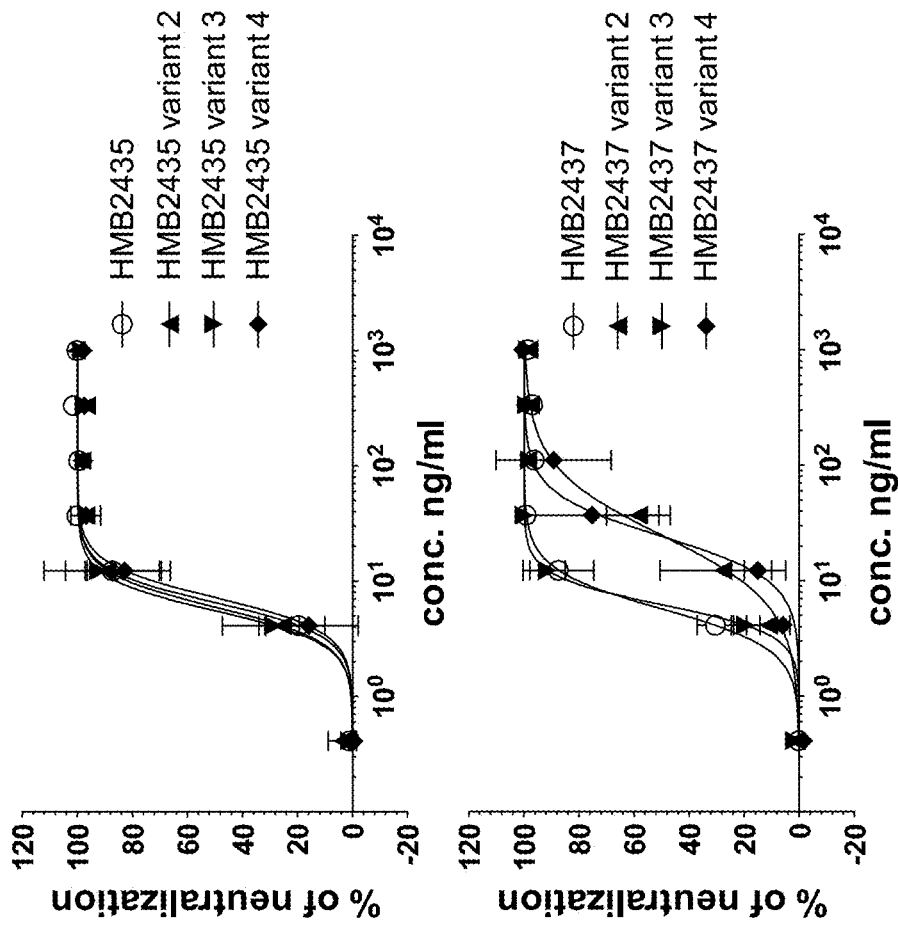 % of neutralization
120
100
80
60
40
20
0
-20
10⁰
10¹
10²
10³
10⁴
conc. ng/ml
HMB2435
HMB2435 variant 2
HMB2435 variant 3
HMB2435 variant 4
% of neutralization
120
100
80
60
40
20
0
-20
10⁰
10¹
10²
10³
10⁴
conc. ng/ml
HMB2437
HMB2437 variant 2
HMB2437 variant 3
HMB2437 variant 4